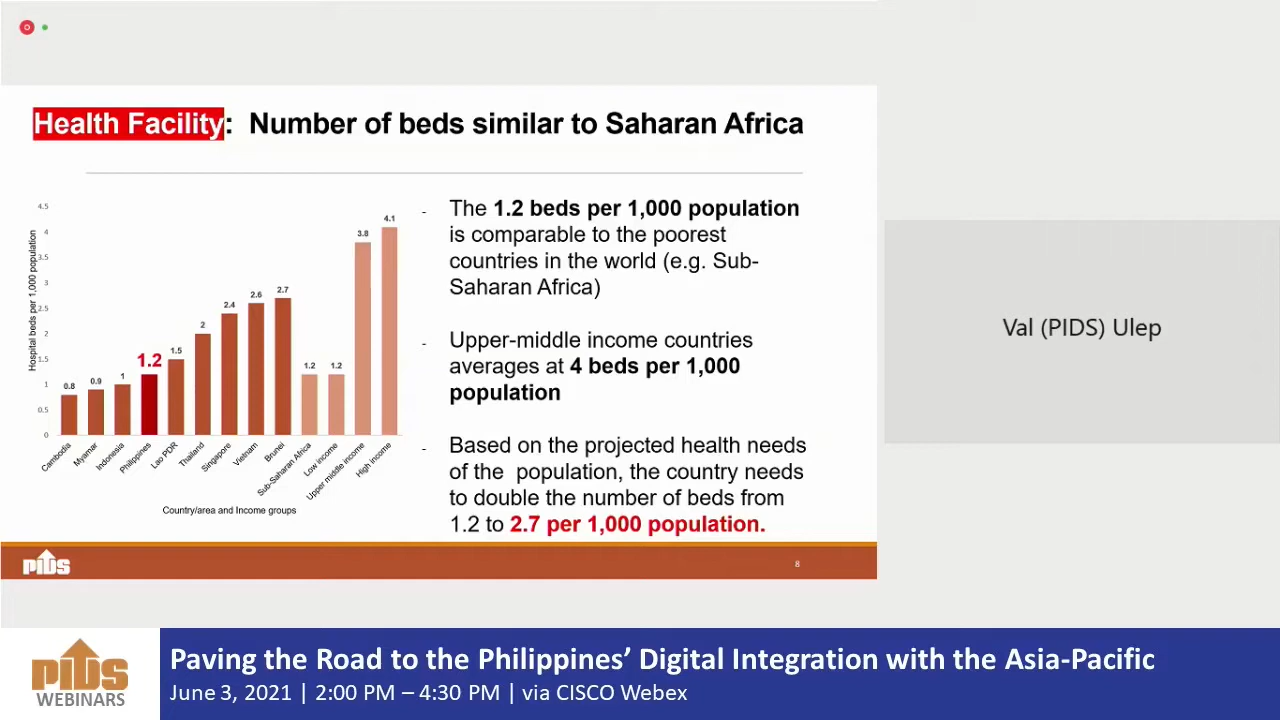 Health Facility: Number of beds similar to Saharan Africa
Hospital beds per 1,000 population
4.5
4
3.5
3
2.5
2
1.5
1
0.5
0
0.8
0.9
1
1.2
1.5
2
2.4
2.6
2.7
1.2
1.2
3.8
4.1
Cambodia
Myamar
Indonesia
Philippines
Lao PDR
Thailand
Singapore
Vietnam
Brunei
Sub-Saharan Africa
Low income
Upper middle income
High income
Country/area and Income groups
- The 1.2 beds per 1,000 population
is comparable to the poorest
countries in the world (e.g. Sub-
Saharan Africa)
- Upper-middle income countries
averages at 4 beds per 1,000
population
- Based on the projected health needs
of the population, the country needs
to double the number of beds from
1.2 to 2.7 per 1,000 population.
PIDS
8
Val (PIDS) Ulep
PIDS
WEBINARS
Paving the Road to the Philippines’ Digital Integration with the Asia-Pacific
June 3, 2021 | 2:00 PM – 4:30 PM | via CISCO Webex